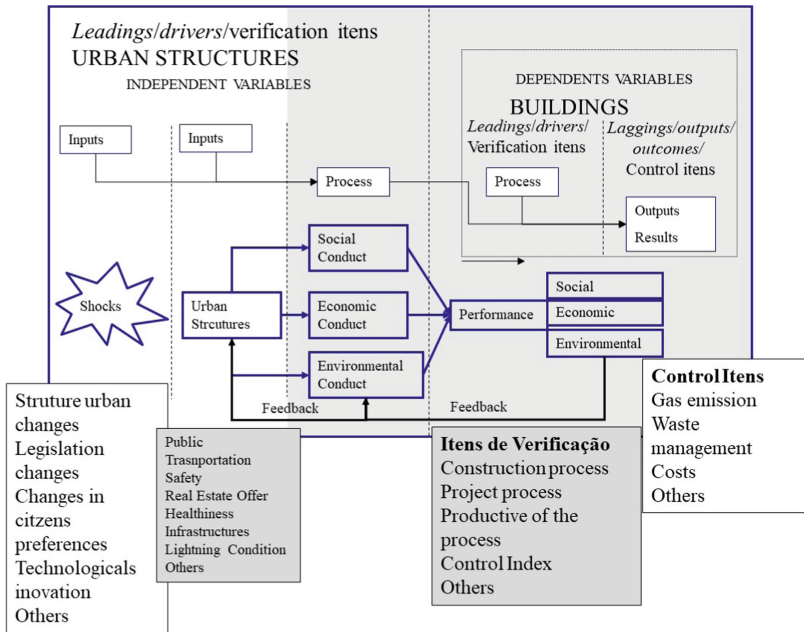 Leadings/drivers/verification itens
URBAN STRUCTURES
INDEPENDENT VARIABLES
DEPENDENTS VARIABLES
BUILDINGS
Leadings/drivers/
Verification itens
Laggings/outputs/
outcomes/
Control itens
Inputs
Inputs
Process
Process
Outputs
Results
Shocks
Urban
Strcutures
Social
Conduct
Economic
Conduct
Environmental
Conduct
Performance
Social
Economic
Environmental
Feedback
Feedback
Struture urban
changes
Legislation
changes
Changes in
citzens
preferences
Technologicals
inovation
Others
Public
Trasnportation
Safety
Real Estate Offer
Healthiness
Infrastructures
Lightning Condition
Others
Itens de Verificação
Construction process
Project process
Productive of the
process
Control Index
Others
Control Itens
Gas emission
Waste
management
Costs
Others